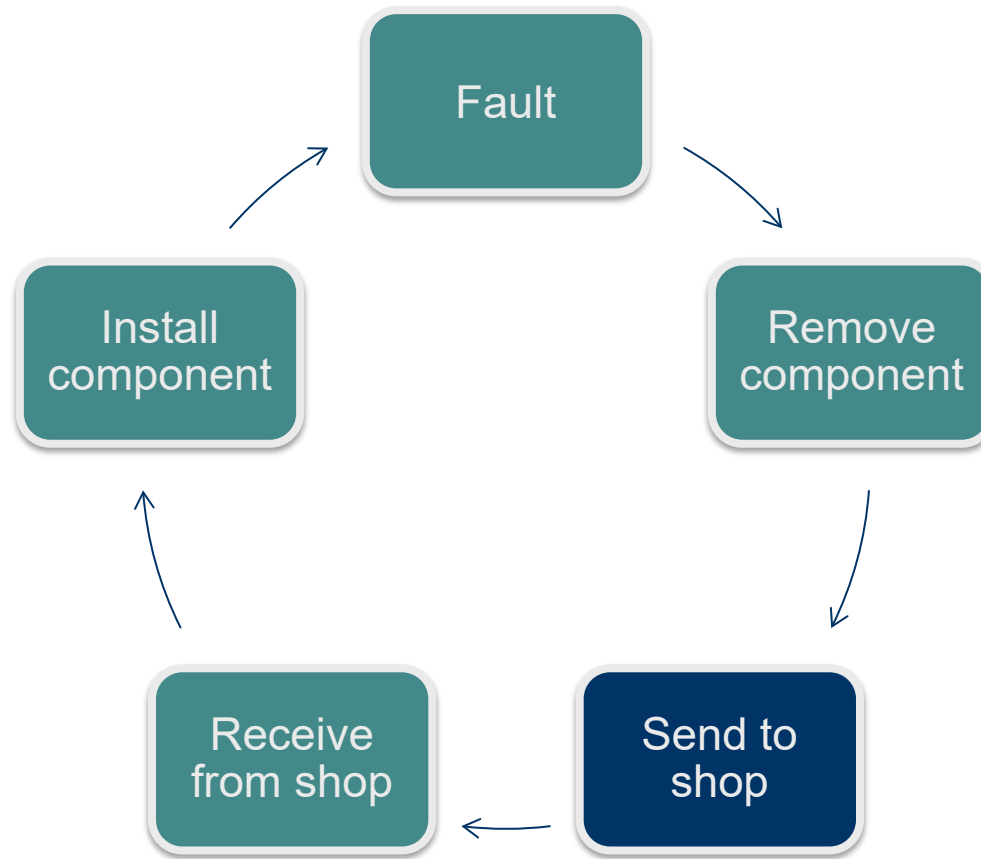 Fault
Remove
component
Send to
shop
Receive
from shop
Install
component